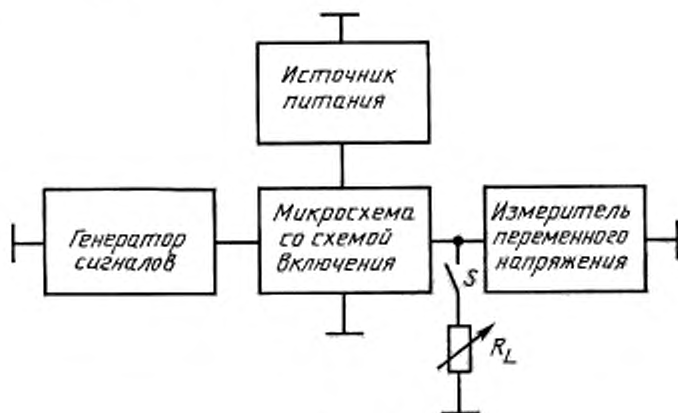 Источник
питания
Генератор
сигналов
Микросхема
со схемой
включения
Измеритель
переменного
напряжения
S
R_L